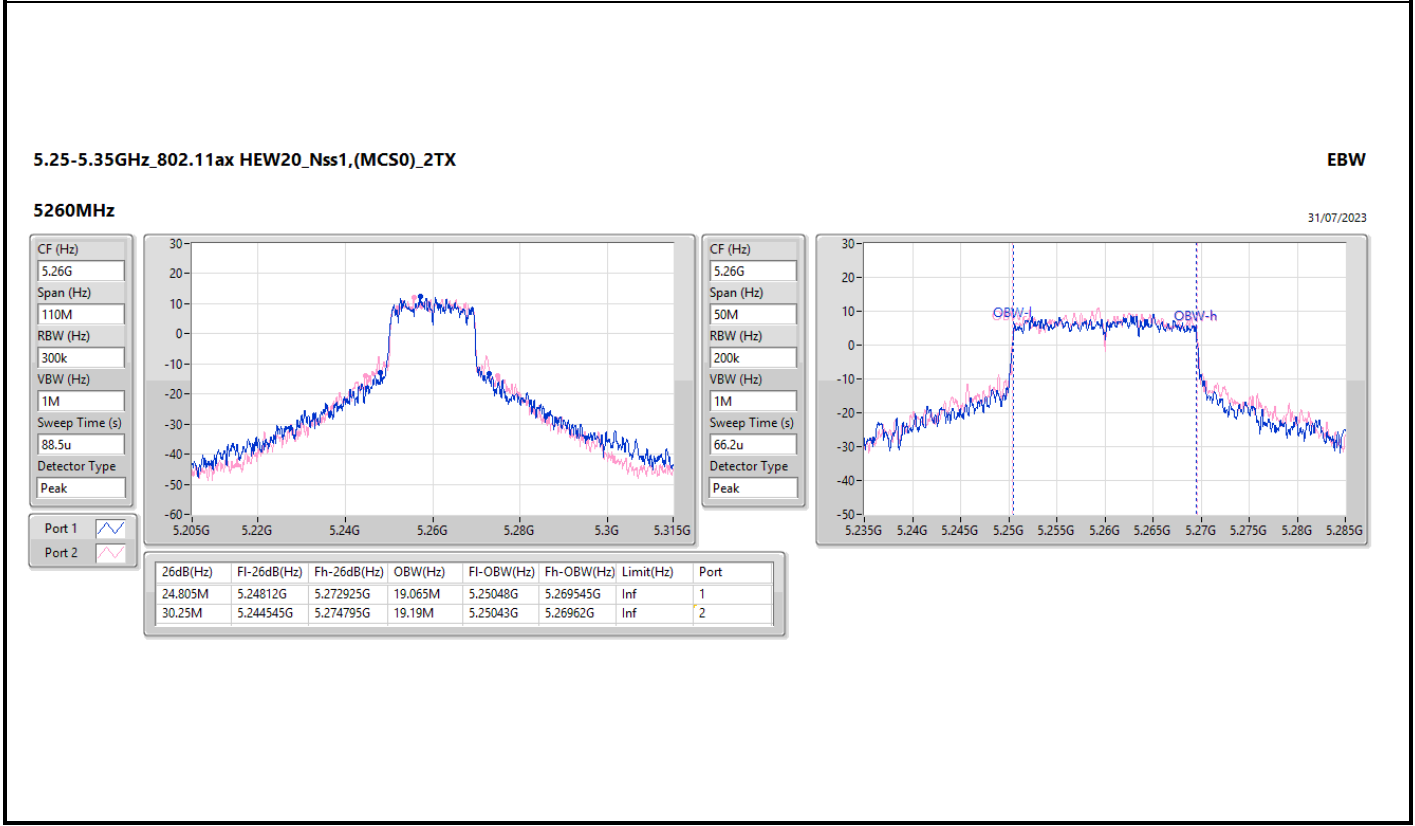 5.25-5.35GHz_802.11ax HEW20_Nss1,(MCS0)_2TX
EBW
5260MHz
31/07/2023
CF (Hz)
5.26G
Span (Hz)
110M
RBW (Hz)
300k
VBW (Hz)
1M
Sweep Time (s)
88.5u
Detector Type
Peak
Port 1
Port 2
30
20
10
0
-10
-20
-30
-40
-50
-60
5.205G 5.22G 5.24G 5.26G 5.28G 5.3G 5.315G
CF (Hz)
5.26G
Span (Hz)
50M
RBW (Hz)
200k
VBW (Hz)
1M
Sweep Time (s)
66.2u
Detector Type
Peak
30
20
10
0
-10
-20
-30
-40
-50
OBW-l OBW-h
5.235G 5.24G 5.245G 5.25G 5.255G 5.26G 5.265G 5.27G 5.275G 5.28G 5.285G
26dB(Hz) Fl-26dB(Hz) Fh-26dB(Hz) OBW(Hz) Fl-OBW(Hz) Fh-OBW(Hz) Limit(Hz) Port
24.805M 5.24812G 5.272925G 19.065M 5.25048G 5.269545G Inf 1
30.25M 5.244545G 5.274795G 19.19M 5.25043G 5.26962G Inf 2